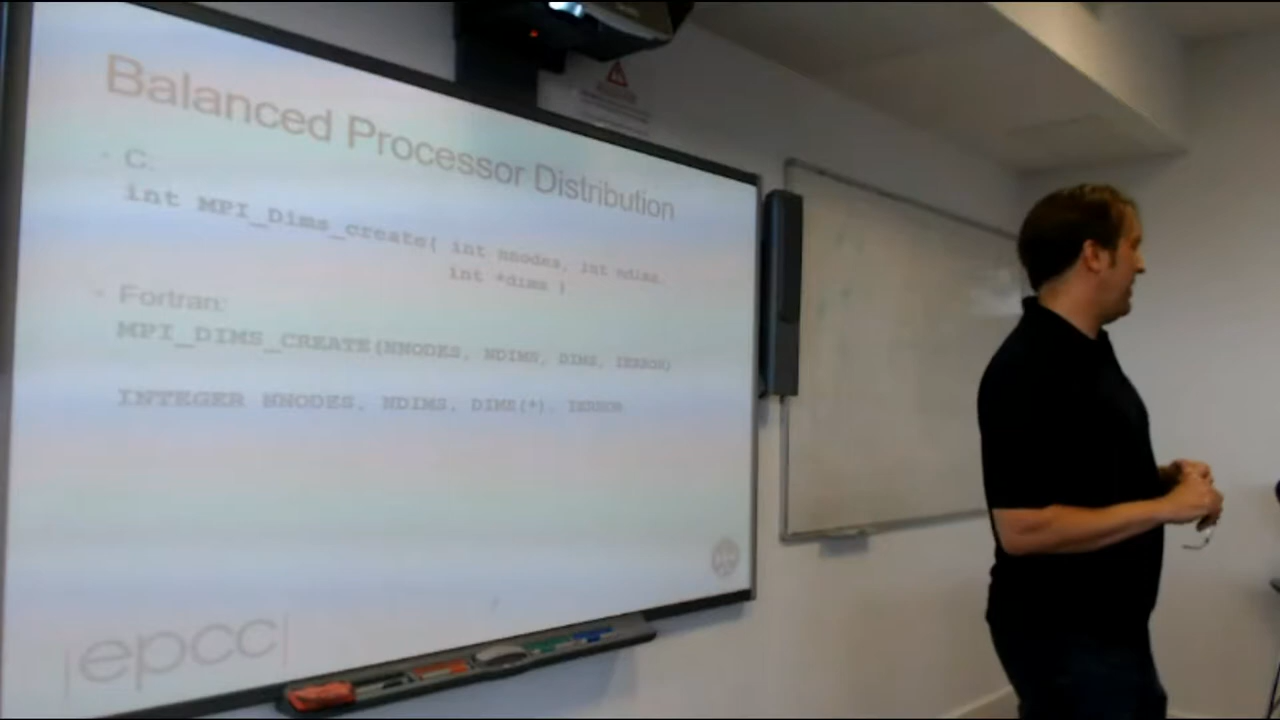 Balanced Processor Distribution
• C:
int MPI_Dims_create( int nnodes, int ndims,
int *dims )
• Fortran:
MPI_DIMS_CREATE(NNODES, NDIMS, DIMS, IERROR)
INTEGER NNODES, NDIMS, DIMS(*), IERROR
|epcc|